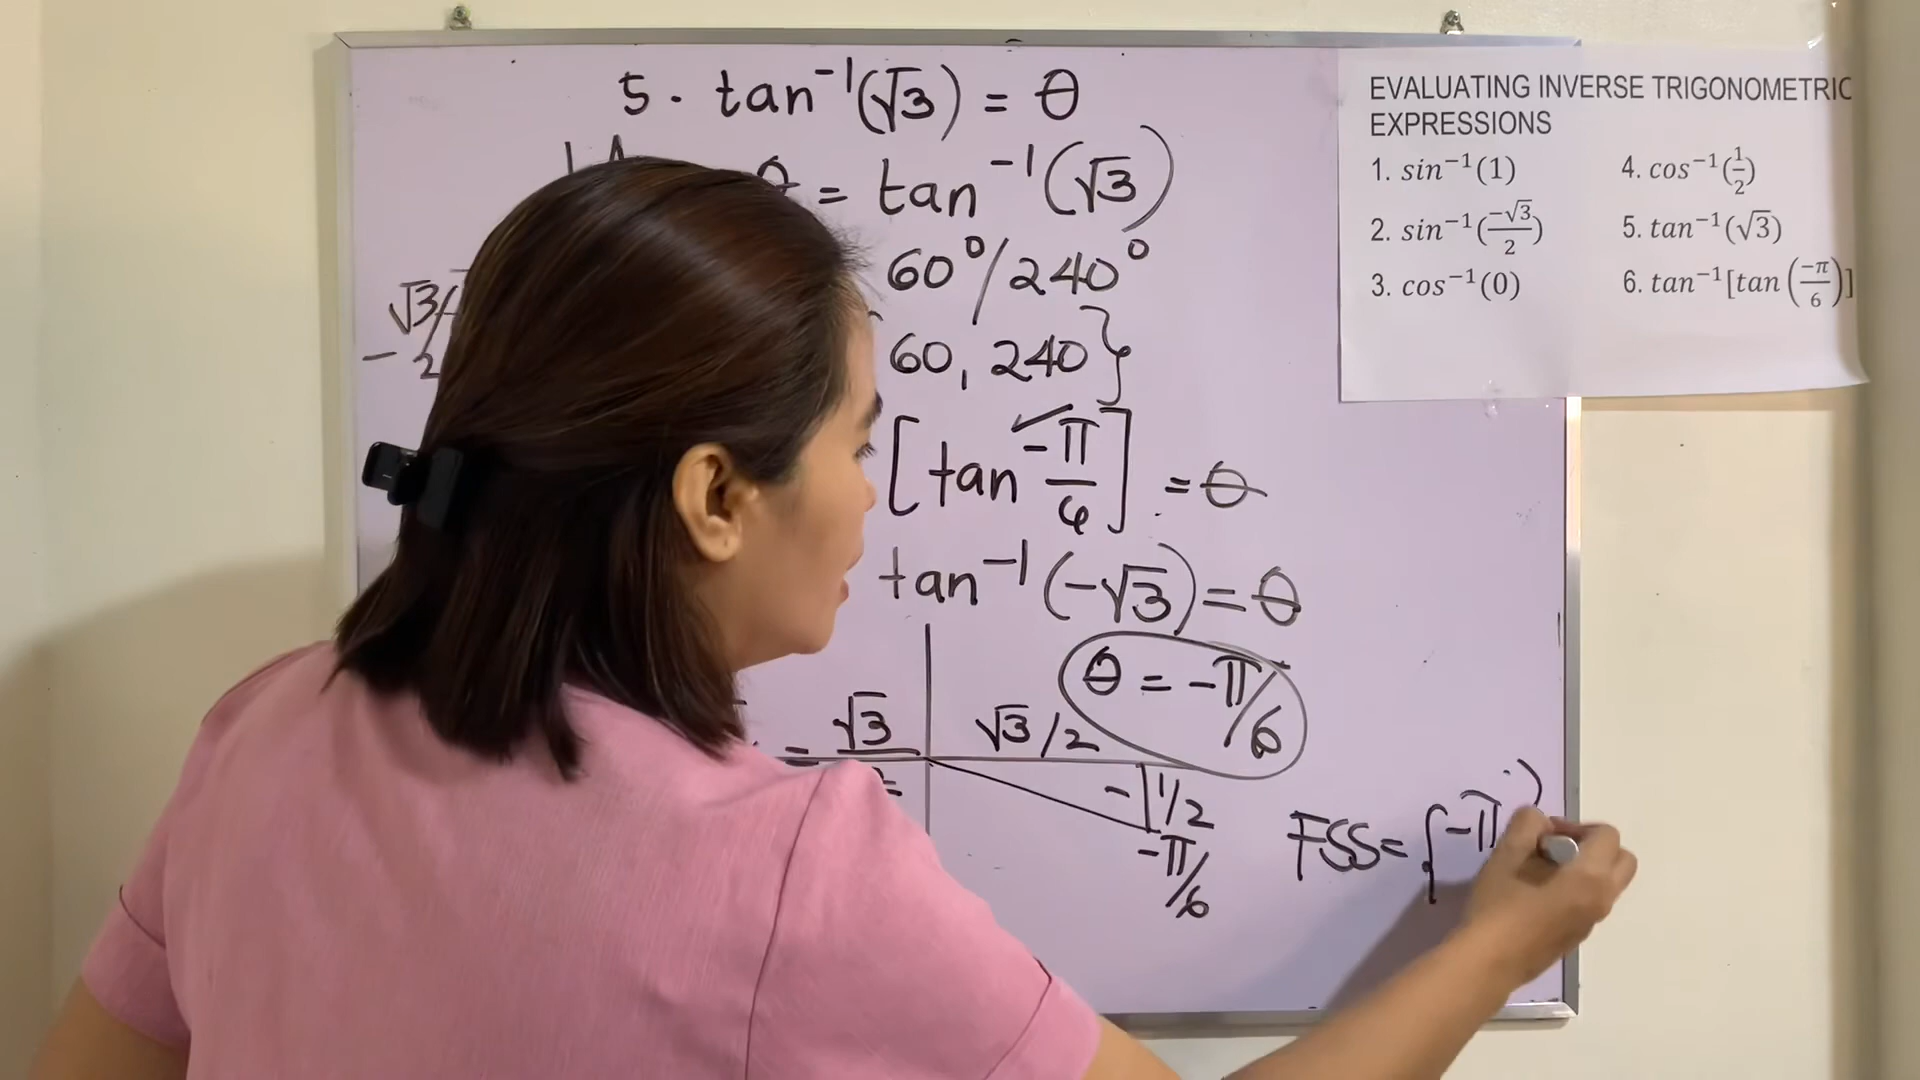 5. tan⁻¹(√3) = θ
θ = tan⁻¹(√3)
60°/240°
60, 240}
[tan -π/6] = θ
tan⁻¹(-√3) = θ
θ = -π/6
√3/
- 2
= √3
√3/2
-1/2
-π/6
FSS = {-π
EVALUATING INVERSE TRIGONOMETRIC
EXPRESSIONS
1. sin⁻¹(1)
2. sin⁻¹(-√3/2)
3. cos⁻¹(0)
4. cos⁻¹(1/2)
5. tan⁻¹(√3)
6. tan⁻¹[tan(-π/6)]